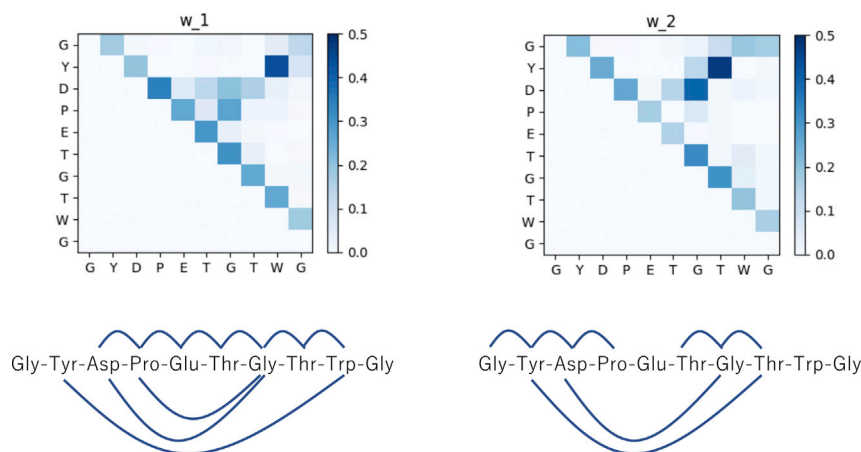 w_1
G
Y
D
P
E
T
G
T
W
G
G Y D P E T G T W G
0.5
0.4
0.3
0.2
0.1
0.0
w_2
G
Y
D
P
E
T
G
T
W
G
G Y D P E T G T W G
0.5
0.4
0.3
0.2
0.1
0.0
Gly-Tyr-Asp-Pro-Glu-Thr-Gly-Thr-Trp-Gly
Gly-Tyr-Asp-Pro-Glu-Thr-Gly-Thr-Trp-Gly